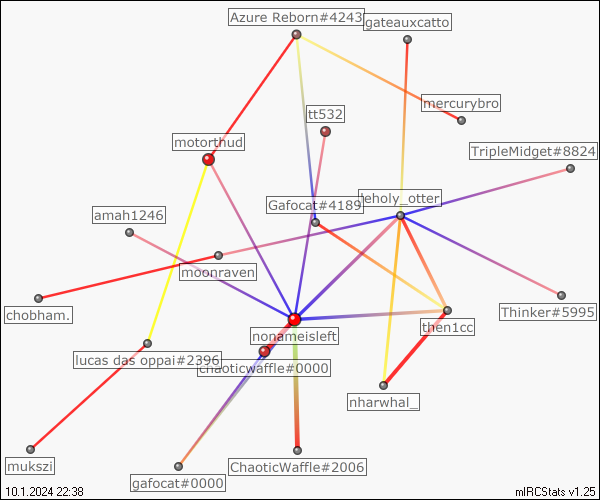 Azure Reborn#4243
gateauxcatto
mercurybro
tt532
motorthud
TripleMidget#8824
Gafocat#4189
leholy_otter
amah1246
moonraven
chobham.
Thinker#5995
then1cc
nonameisleft
lucas das oppai#2396
chaoticwaffle#0000
nharwhal_
mukszi
gafocat#0000
ChaoticWaffle#2006
10.1.2024 22:38
mIRCStats v1.25